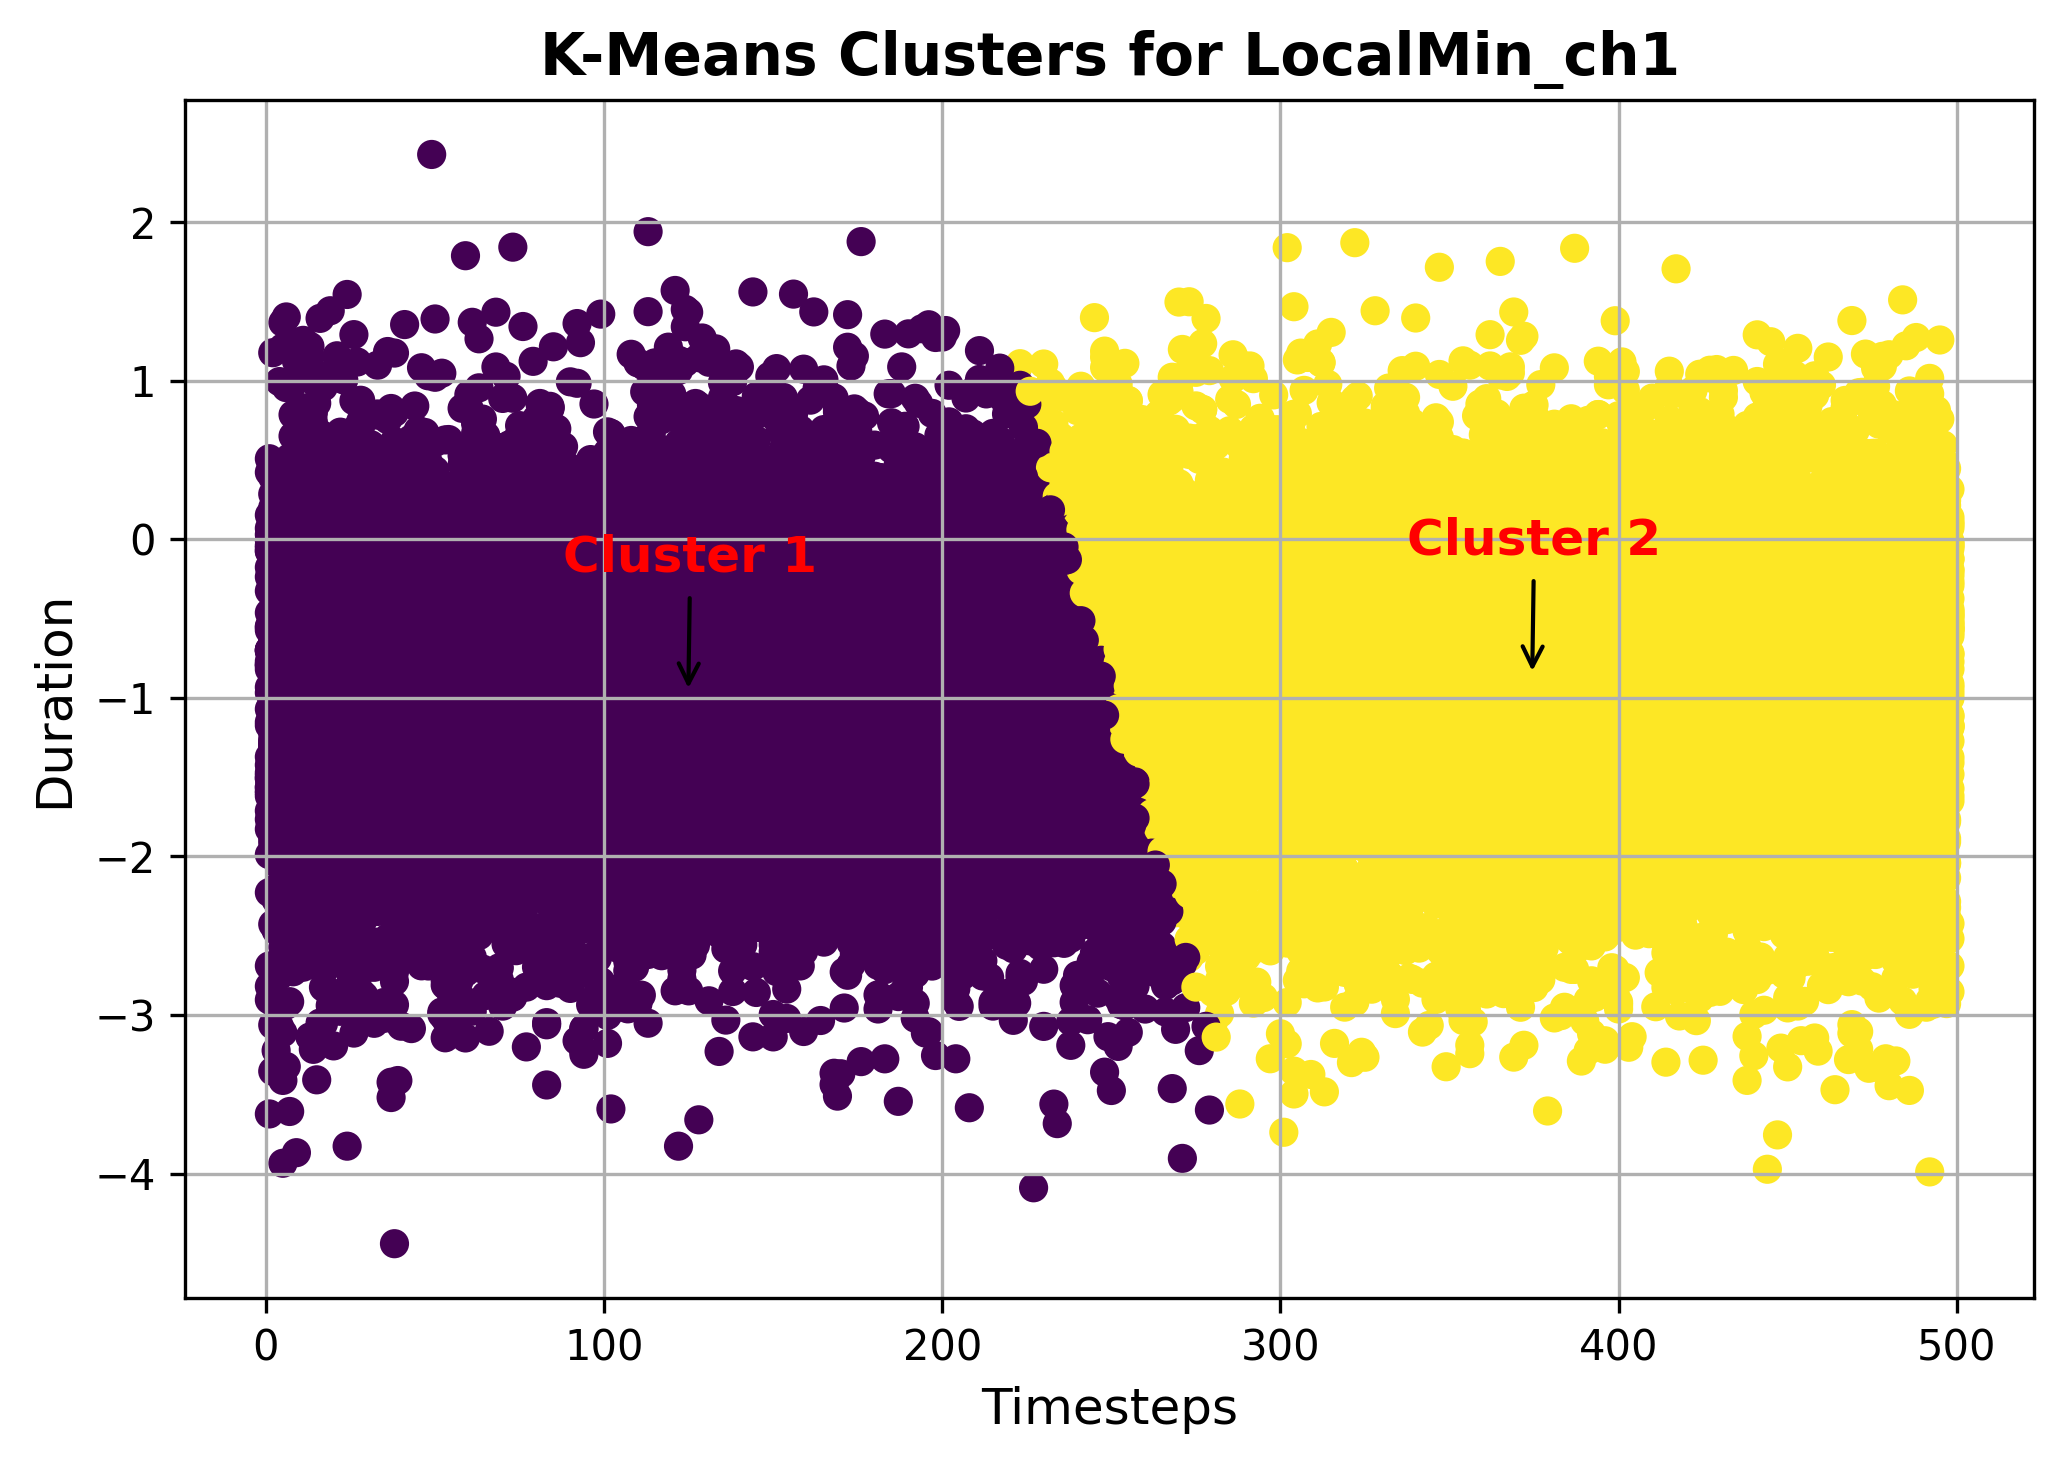 K-Means Clusters for LocalMin_ch1
Duration
2
1
0
−1
−2
−3
−4
Cluster 1
Cluster 2
0 100 200 300 400 500
Timesteps